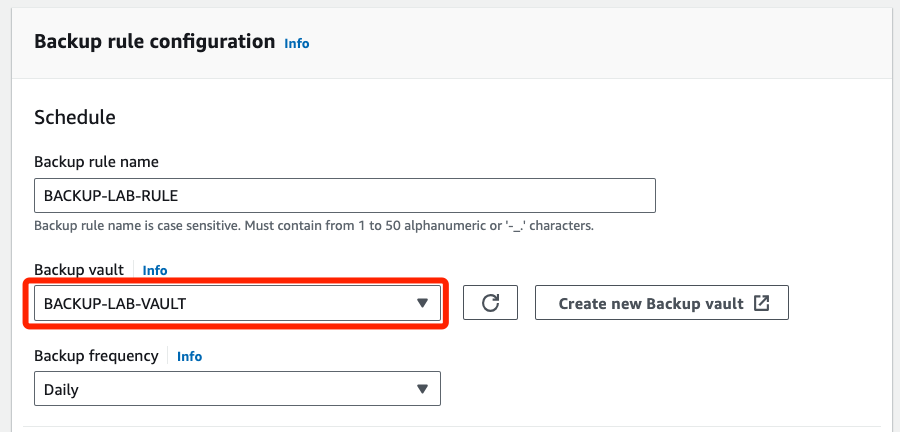 Backup rule configuration Info
Schedule
Backup rule name
BACKUP-LAB-RULE
Backup rule name is case sensitive. Must contain from 1 to 50 alphanumeric or '-_.' characters.
Backup vault Info
BACKUP-LAB-VAULT Create new Backup vault
Backup frequency Info
Daily